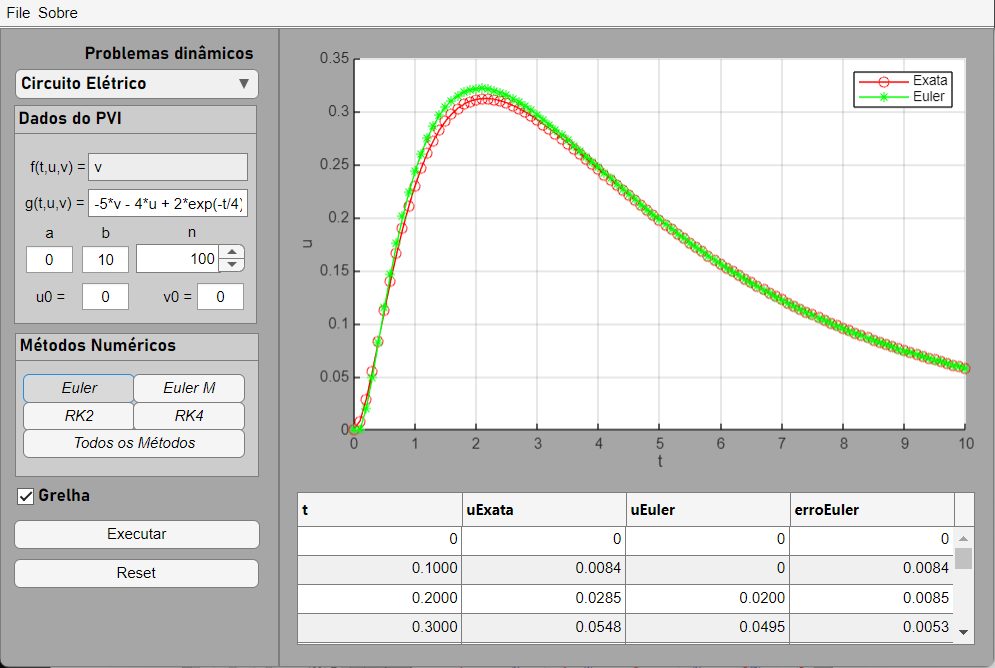 File Sobre
Problemas dinâmicos
Circuito Elétrico
Dados do PVI
f(t,u,v) = v
g(t,u,v) = -5*v - 4*u + 2*exp(-t/4)
a b n
0 10 100
u0 = 0 v0 = 0
Métodos Numéricos
Euler Euler M
RK2 RK4
Todos os Métodos
Grelha
Executar
Reset
0.35
0.3
0.25
0.2
0.15
0.1
0.05
0
u
0 1 2 3 4 5 6 7 8 9 10
t
Exata
Euler
t uExata uEuler erroEuler
0 0 0 0
0.1000 0.0084 0 0.0084
0.2000 0.0285 0.0200 0.0085
0.3000 0.0548 0.0495 0.0053